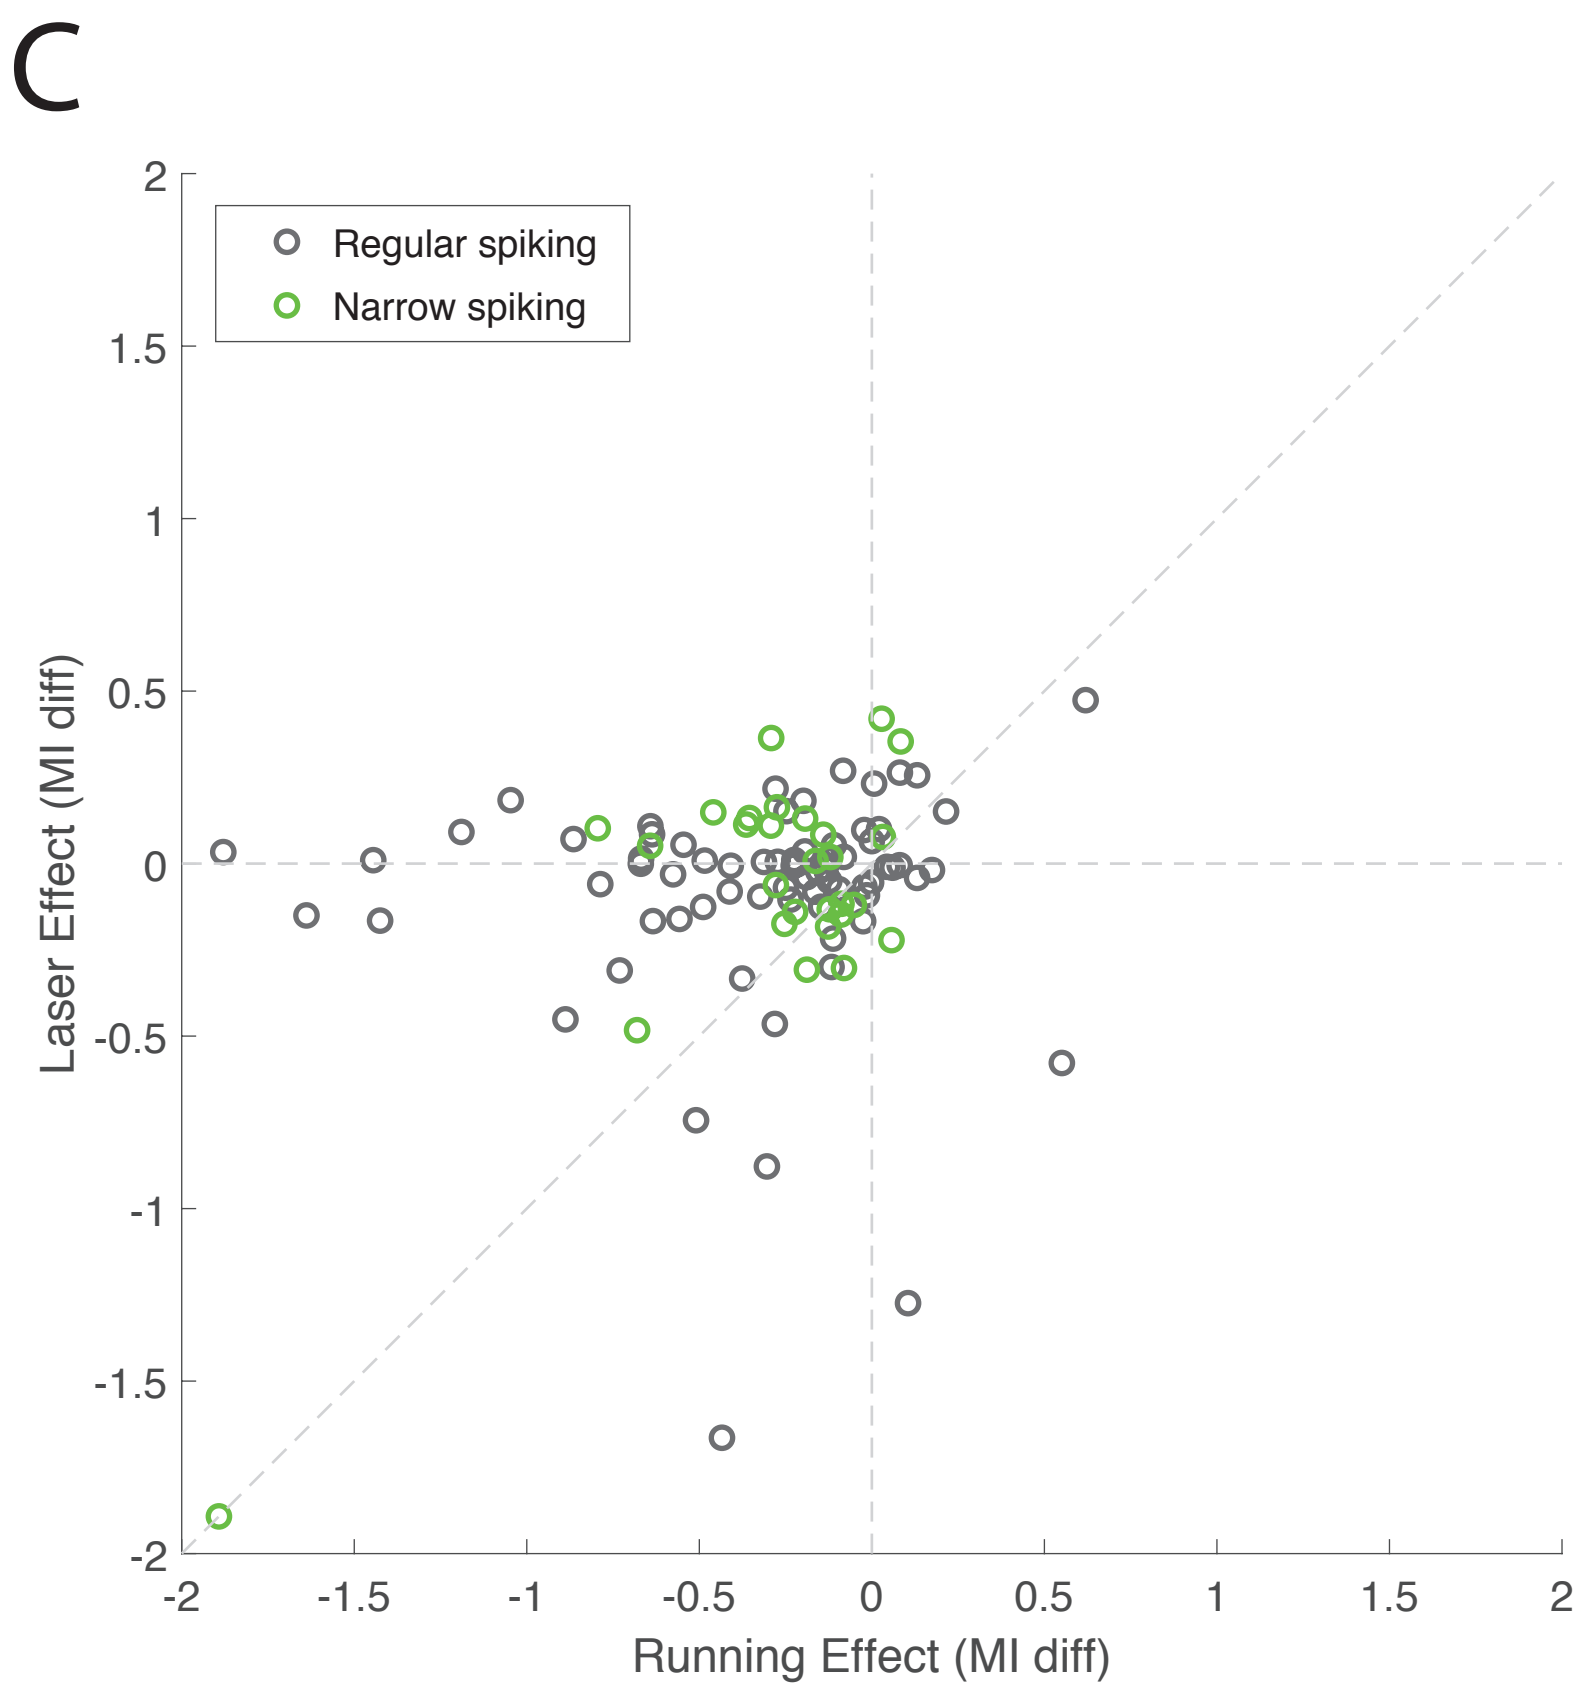 C
2
1.5
1
0.5
0
-0.5
-1
-1.5
-2
Laser Effect (MI diff)
Regular spiking
Narrow spiking
-2 -1.5 -1 -0.5 0 0.5 1 1.5 2
Running Effect (MI diff)